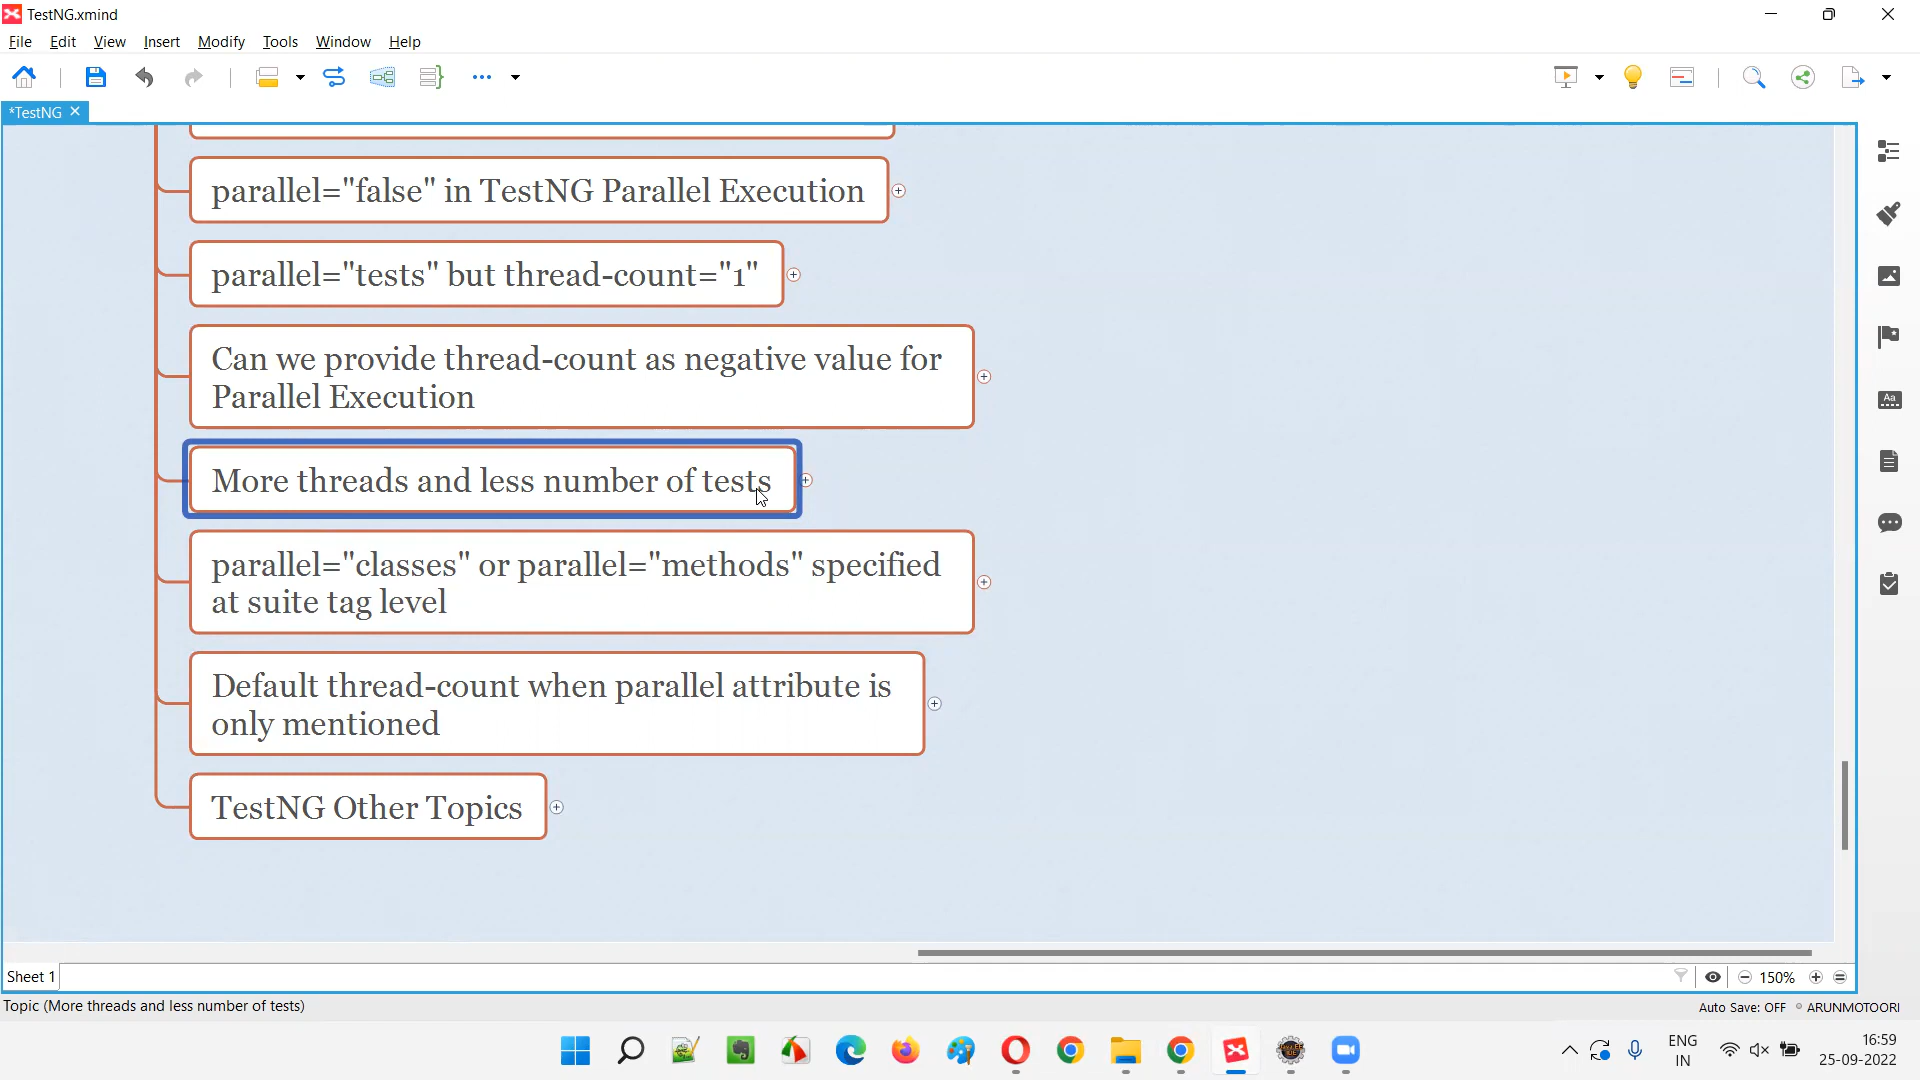 TestNG.xmind
File Edit View Insert Modify Tools Window Help
*TestNG
parallel="false" in TestNG Parallel Execution
parallel="tests" but thread-count="1"
Can we provide thread-count as negative value for
Parallel Execution
More threads and less number of tests
parallel="classes" or parallel="methods" specified
at suite tag level
Default thread-count when parallel attribute is
only mentioned
TestNG Other Topics
Aa
Sheet 1
150%
Topic (More threads and less number of tests)
Auto Save: OFF ARUNMOTOORI
ENG
IN
16:59
25-09-2022